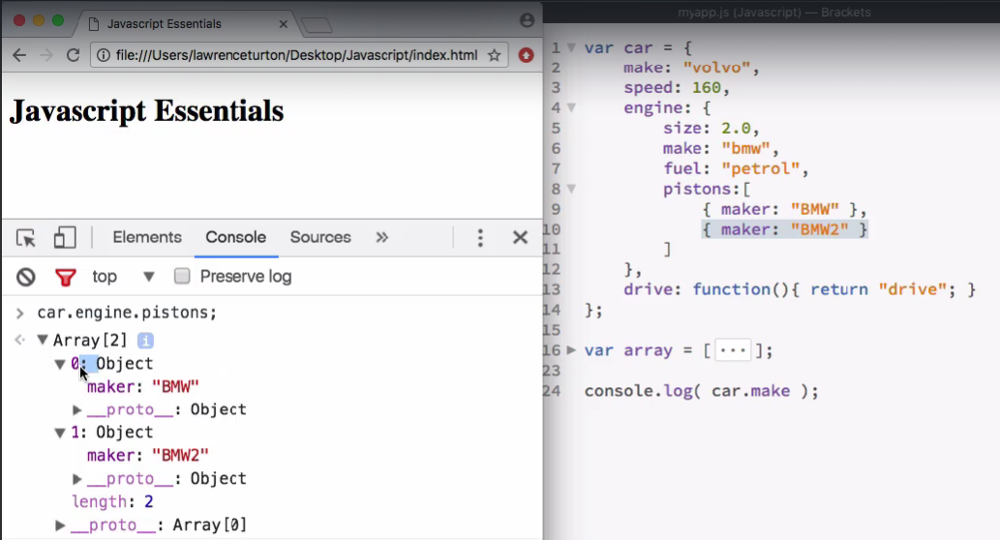 Javascript Essentials
file:///Users/lawrenceturton/Desktop/Javascript/index.html
Javascript Essentials
Elements Console Sources »
top Preserve log
> car.engine.pistons;
Array[2] i
0: Object
maker: "BMW"
__proto__: Object
1: Object
maker: "BMW2"
__proto__: Object
length: 2
__proto__: Array[0]
myapp.js (Javascript) — Brackets
1 var car = {
2 make: "volvo",
3 speed: 160,
4 engine: {
5 size: 2.0,
6 make: "bmw",
7 fuel: "petrol",
8 pistons:[
9 { maker: "BMW" },
10 { maker: "BMW2" }
11 ]
12 },
13 drive: function(){ return "drive"; }
14 };
15
16 var array = [ ... ];
23
24 console.log( car.make );